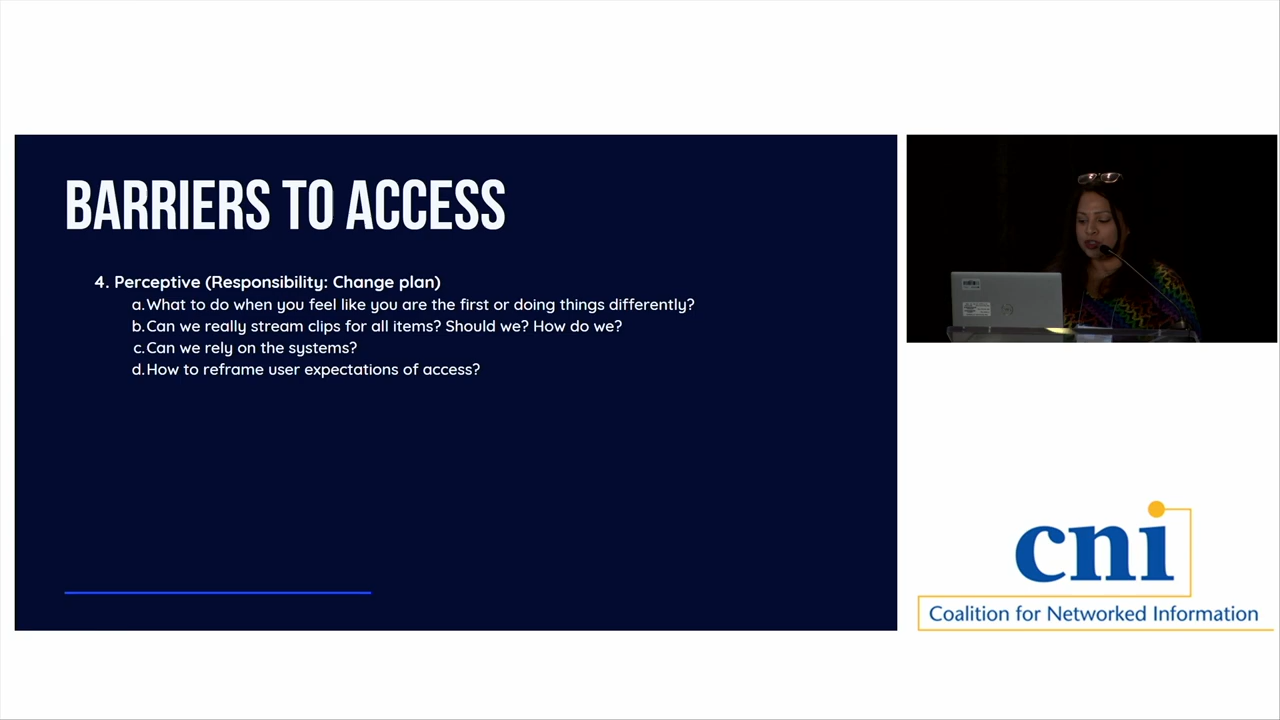 BARRIERS TO ACCESS
4. Perceptive (Responsibility: Change plan)
a. What to do when you feel like you are the first or doing things differently?
b. Can we really stream clips for all items? Should we? How do we?
c. Can we rely on the systems?
d. How to reframe user expectations of access?
cni
Coalition for Networked Information